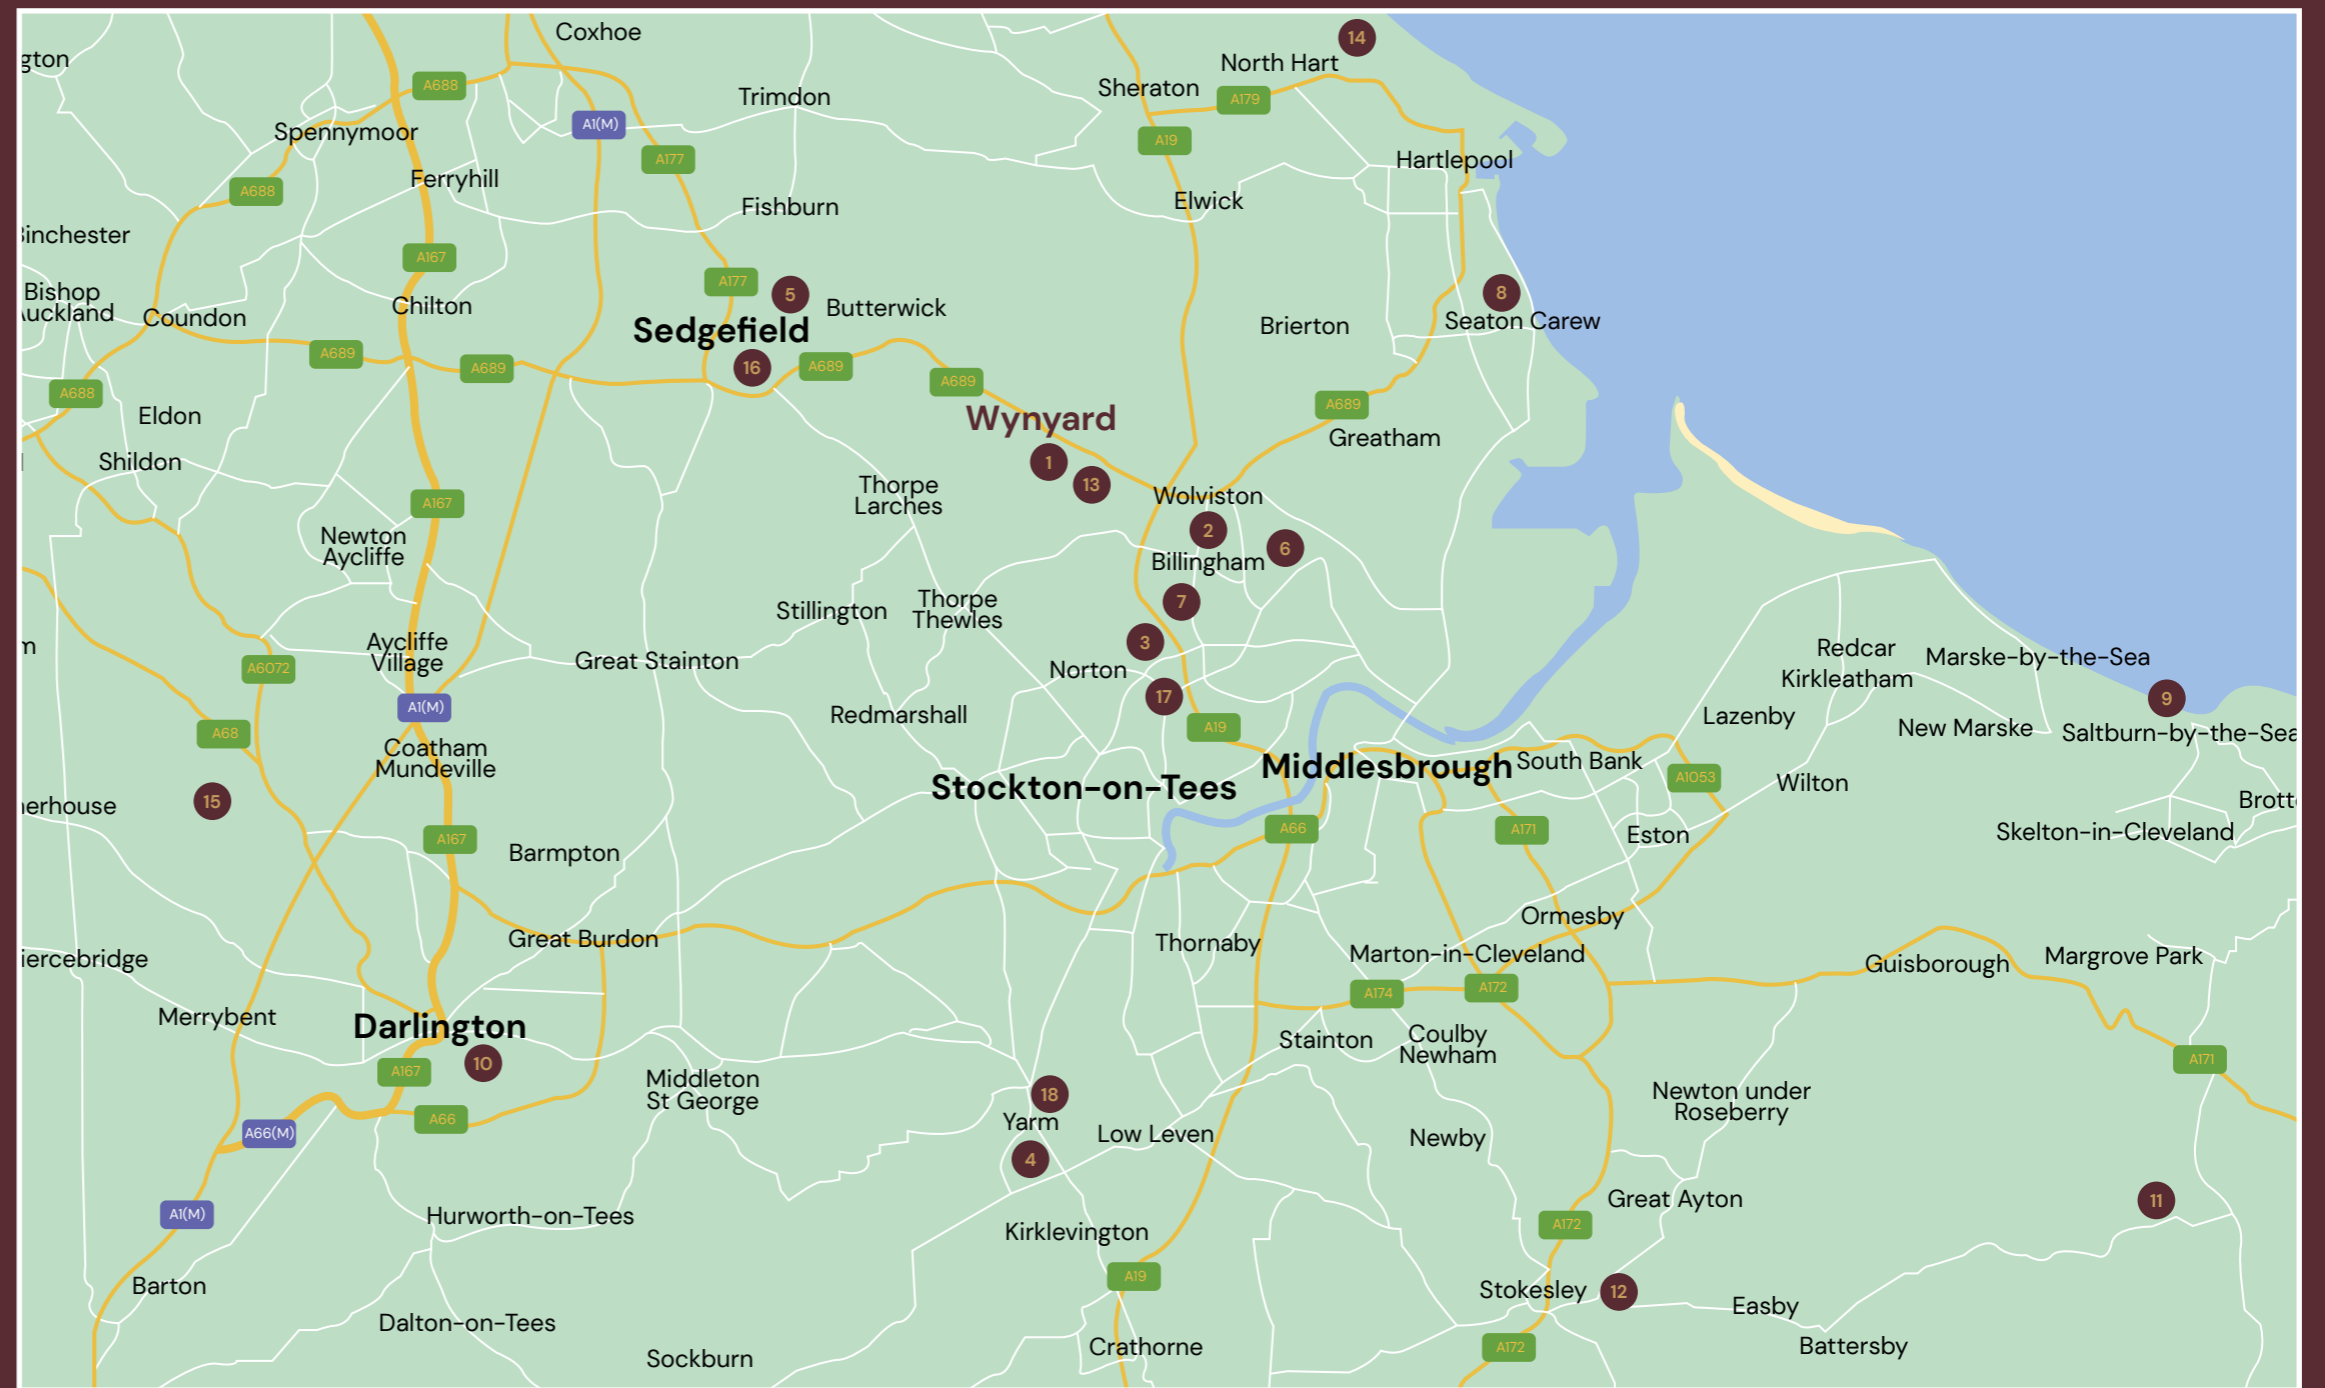 Coxhoe
14
gton
North Hart
A688
Sheraton
A179
Trimdon
A1(M)
Spennymoor
A19
A177
Hartlepool
Ferryhill
A688
Elwick
Fishburn
Binchester
A167
A177
5
8
Bishop
Auckland
Chilton
Butterwick
Coundon
Seaton Carew
Brierton
Sedgefield
A689
A689
16
A689
A689
A688
A689
Eldon
Wynyard
Greatham
Shildon
1
13
Thorpe
Larches
Wolviston
A167
2
Newton
Aycliffe
6
Billingham
7
Thorpe
Thewles
Stillington
3
Aycliffe
Village
m
Redcar
Marske-by-the-Sea
Great Stainton
A6072
Norton
Kirkleatham
17
9
A1(M)
Redmarshall
Lazenby
A19
New Marske
Saltburn-by-the-Sea
A68
Coatham
Mundeville
Middlesbrough
South Bank
A1053
Wilton
Stockton-on-Tees
15
erhouse
Brott
A66
A171
Eston
Skelton-in-Cleveland
A167
Barmpton
Ormesby
Great Burdon
Thornaby
Marton-in-Cleveland
Guisborough
Margrove Park
iercebridge
A174
A172
Merrybent
Darlington
Stainton
Coulby
Newham
10
A167
A171
Middleton
St George
18
Newton under
Roseberry
Yarm
A66
A66(M)
Low Leven
Newby
4
Great Ayton
11
A1(M)
Hurworth-on-Tees
A172
Kirklevington
A19
Barton
Stokesley
12
Easby
Dalton-on-Tees
Crathorne
A172
Battersby
Sockburn